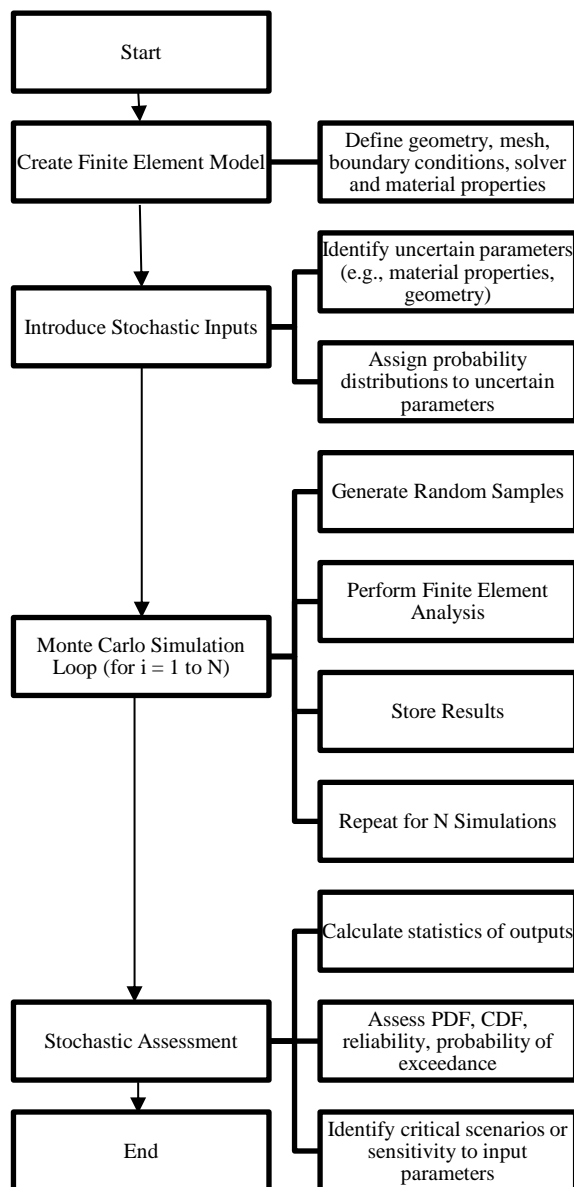 Start
Create Finite Element Model
Define geometry, mesh,
boundary conditions, solver
and material properties
Introduce Stochastic Inputs
Identify uncertain parameters
(e.g., material properties,
geometry)
Assign probability
distributions to uncertain
parameters
Monte Carlo Simulation
Loop (for i = 1 to N)
Generate Random Samples
Perform Finite Element
Analysis
Store Results
Repeat for N Simulations
Stochastic Assessment
Calculate statistics of outputs
Assess PDF, CDF,
reliability, probability of
exceedance
Identify critical scenarios or
sensitivity to input
parameters
End